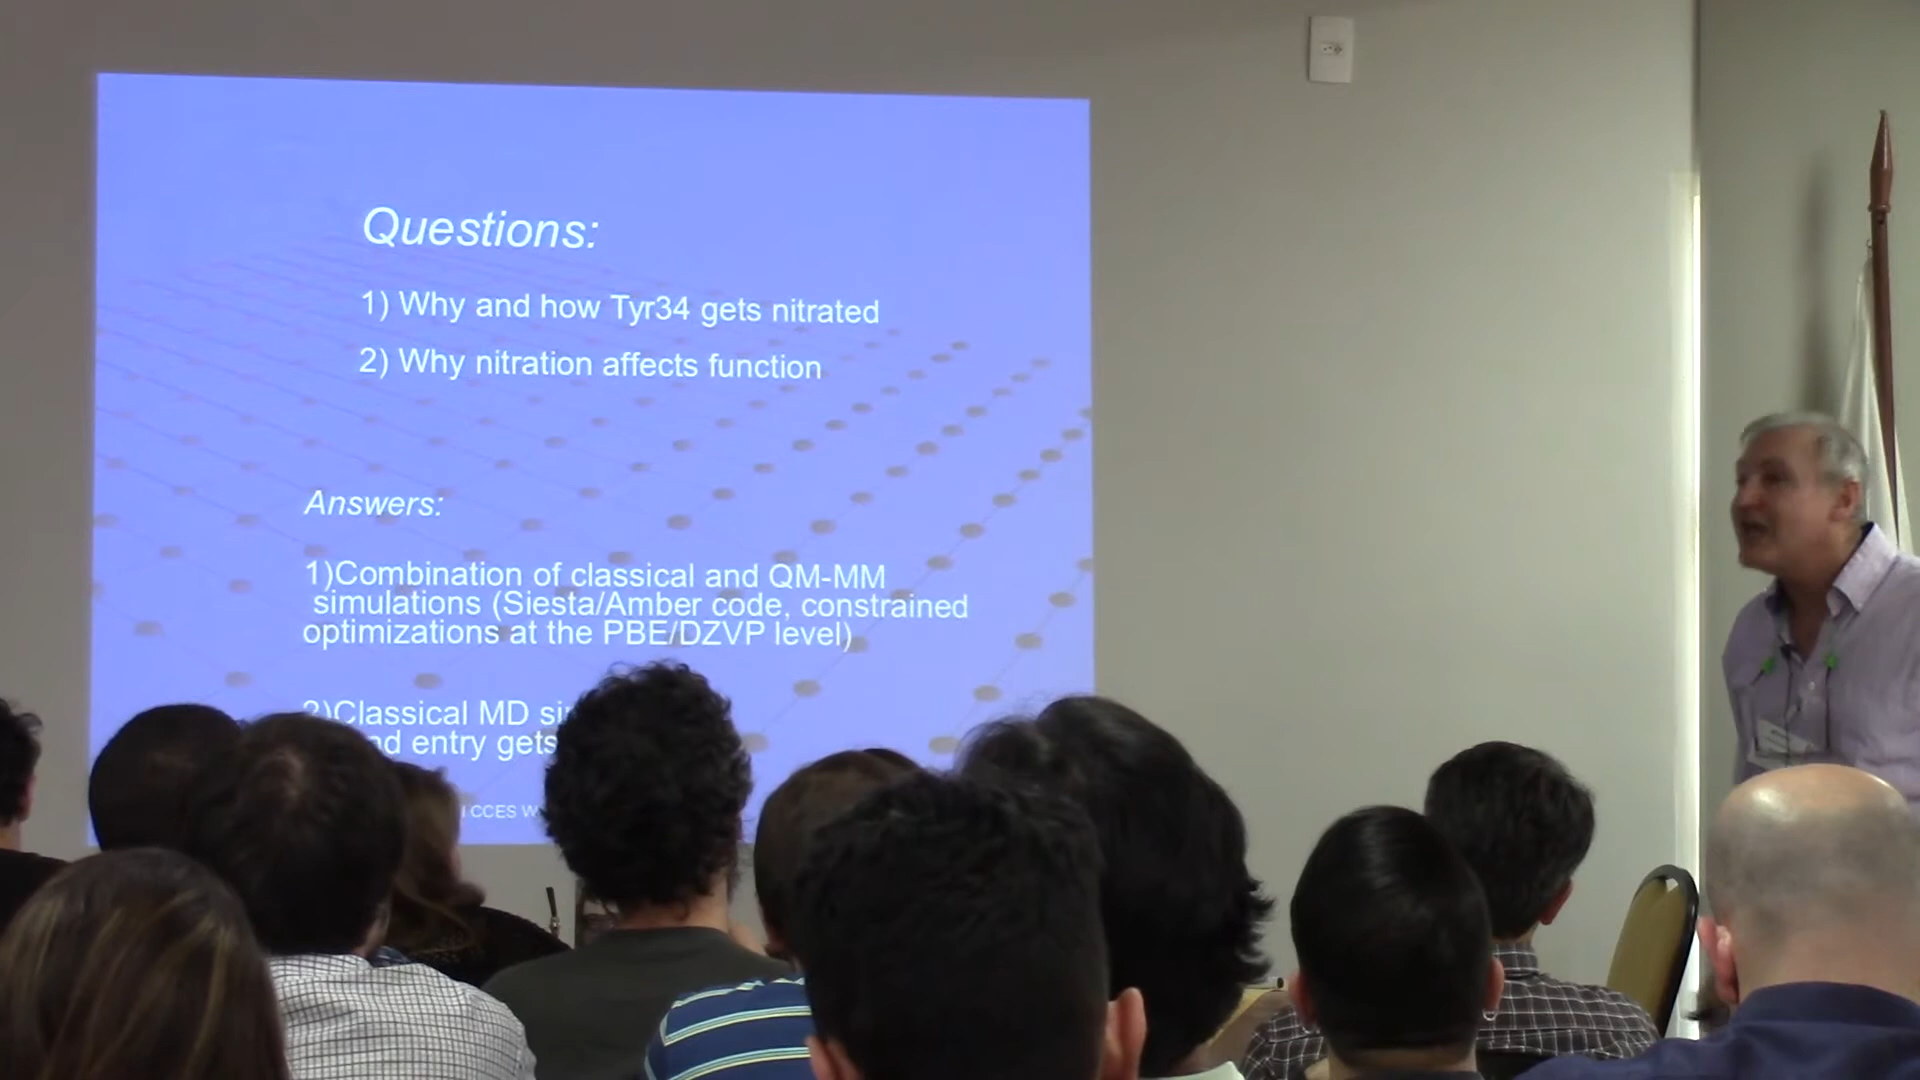 Questions:
1) Why and how Tyr34 gets nitrated
2) Why nitration affects function
Answers:
1)Combination of classical and QM-MM
simulations (Siesta/Amber code, constrained
optimizations at the PBE/DZVP level)
2)Classical MD
entry gets
CCES